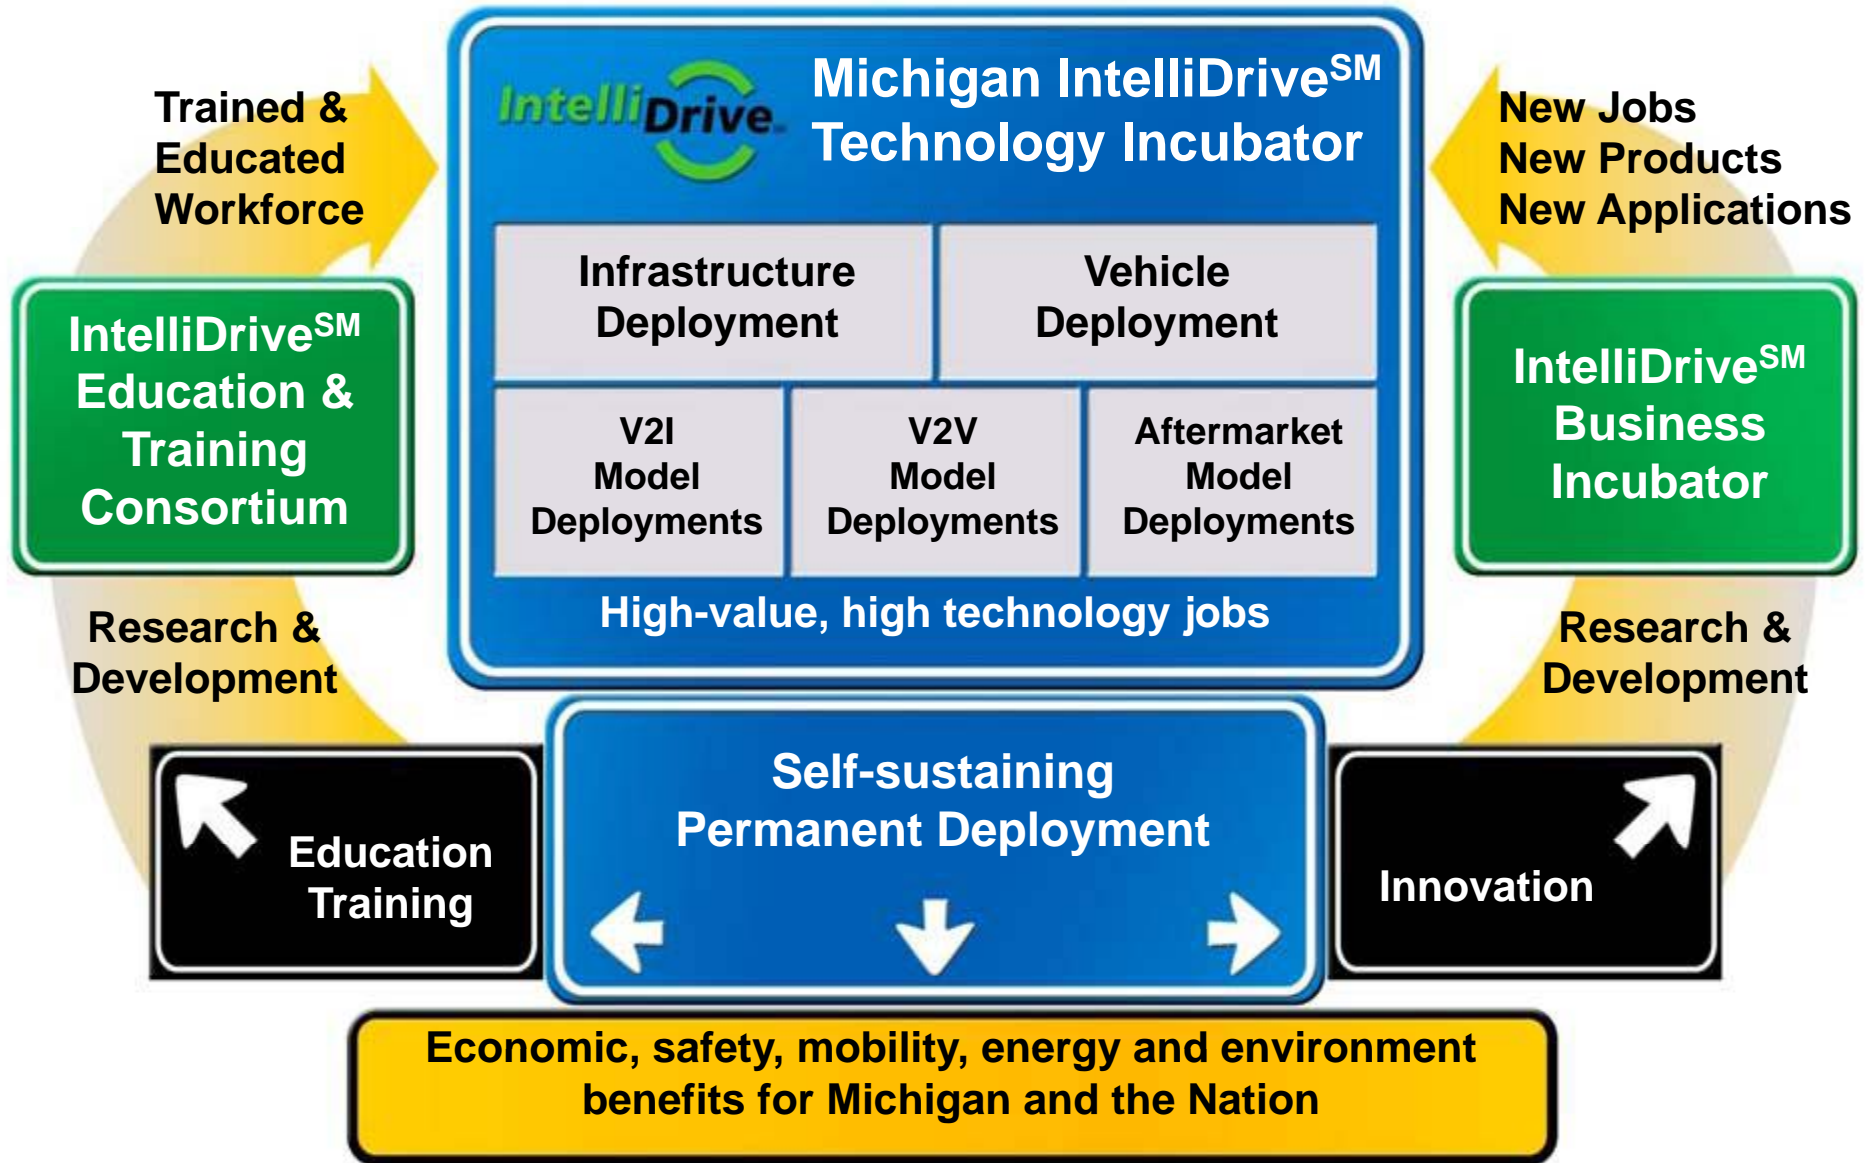 IntelliDrive
Michigan IntelliDriveSM
Technology Incubator
Trained &
Educated
Workforce
New Jobs
New Products
New Applications
Infrastructure
Deployment
Vehicle
Deployment
IntelliDriveSM
Education &
Training
Consortium
V2I
Model
Deployments
V2V
Model
Deployments
Aftermarket
Model
Deployments
IntelliDriveSM
Business
Incubator
High-value, high technology jobs
Research &
Development
Research &
Development
Self-sustaining
Permanent Deployment
Education
Training
Innovation
Economic, safety, mobility, energy and environment
benefits for Michigan and the Nation